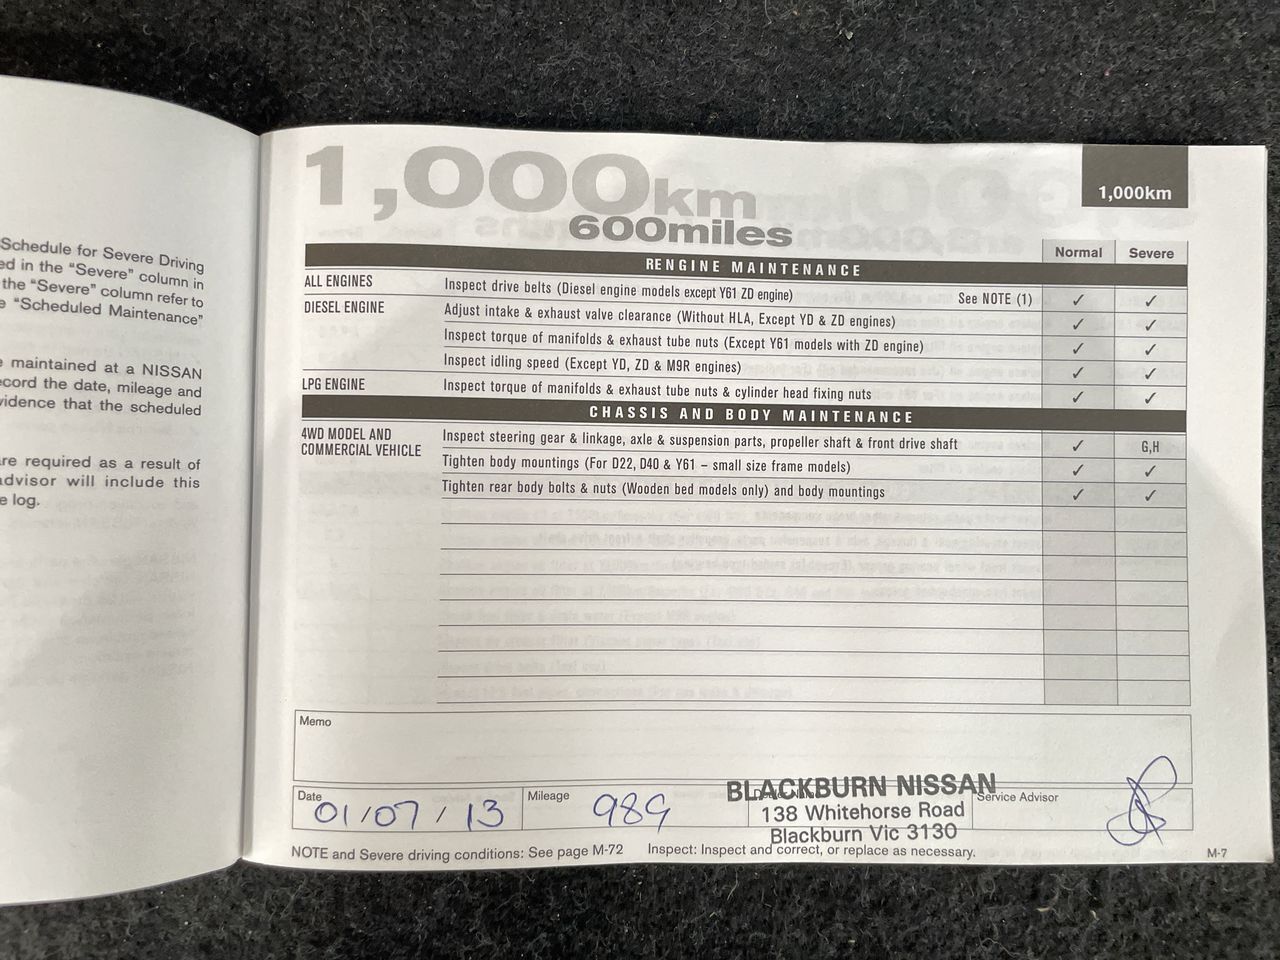 Schedule for Severe Driving
ed in the “Severe” column in
the “Severe” column refer to
e “Scheduled Maintenance”
e maintained at a NISSAN
cord the date, mileage and
vidence that the scheduled
re required as a result of
advisor will include this
e log.
1,000km
600miles
1,000km
Normal Severe
RENGINE MAINTENANCE
ALL ENGINES Inspect drive belts (Diesel engine models except Y61 ZD engine) See NOTE (1) ✓ ✓
DIESEL ENGINE Adjust intake & exhaust valve clearance (Without HLA, Except YD & ZD engines) ✓ ✓
Inspect torque of manifolds & exhaust tube nuts (Except Y61 models with ZD engine) ✓ ✓
Inspect idling speed (Except YD, ZD & M9R engines) ✓ ✓
LPG ENGINE Inspect torque of manifolds & exhaust tube nuts & cylinder head fixing nuts ✓ ✓
CHASSIS AND BODY MAINTENANCE
4WD MODEL AND
COMMERCIAL VEHICLE
Inspect steering gear & linkage, axle & suspension parts, propeller shaft & front drive shaft ✓ G,H
Tighten body mountings (For D22, D40 & Y61 – small size frame models) ✓ ✓
Tighten rear body bolts & nuts (Wooden bed models only) and body mountings ✓ ✓
Memo
Date 01/07/13
Mileage 989
BLACKBURN NISSAN
138 Whitehorse Road
Blackburn Vic 3130
Service Advisor
NOTE and Severe driving conditions: See page M-72 Inspect: Inspect and correct, or replace as necessary.
M-7